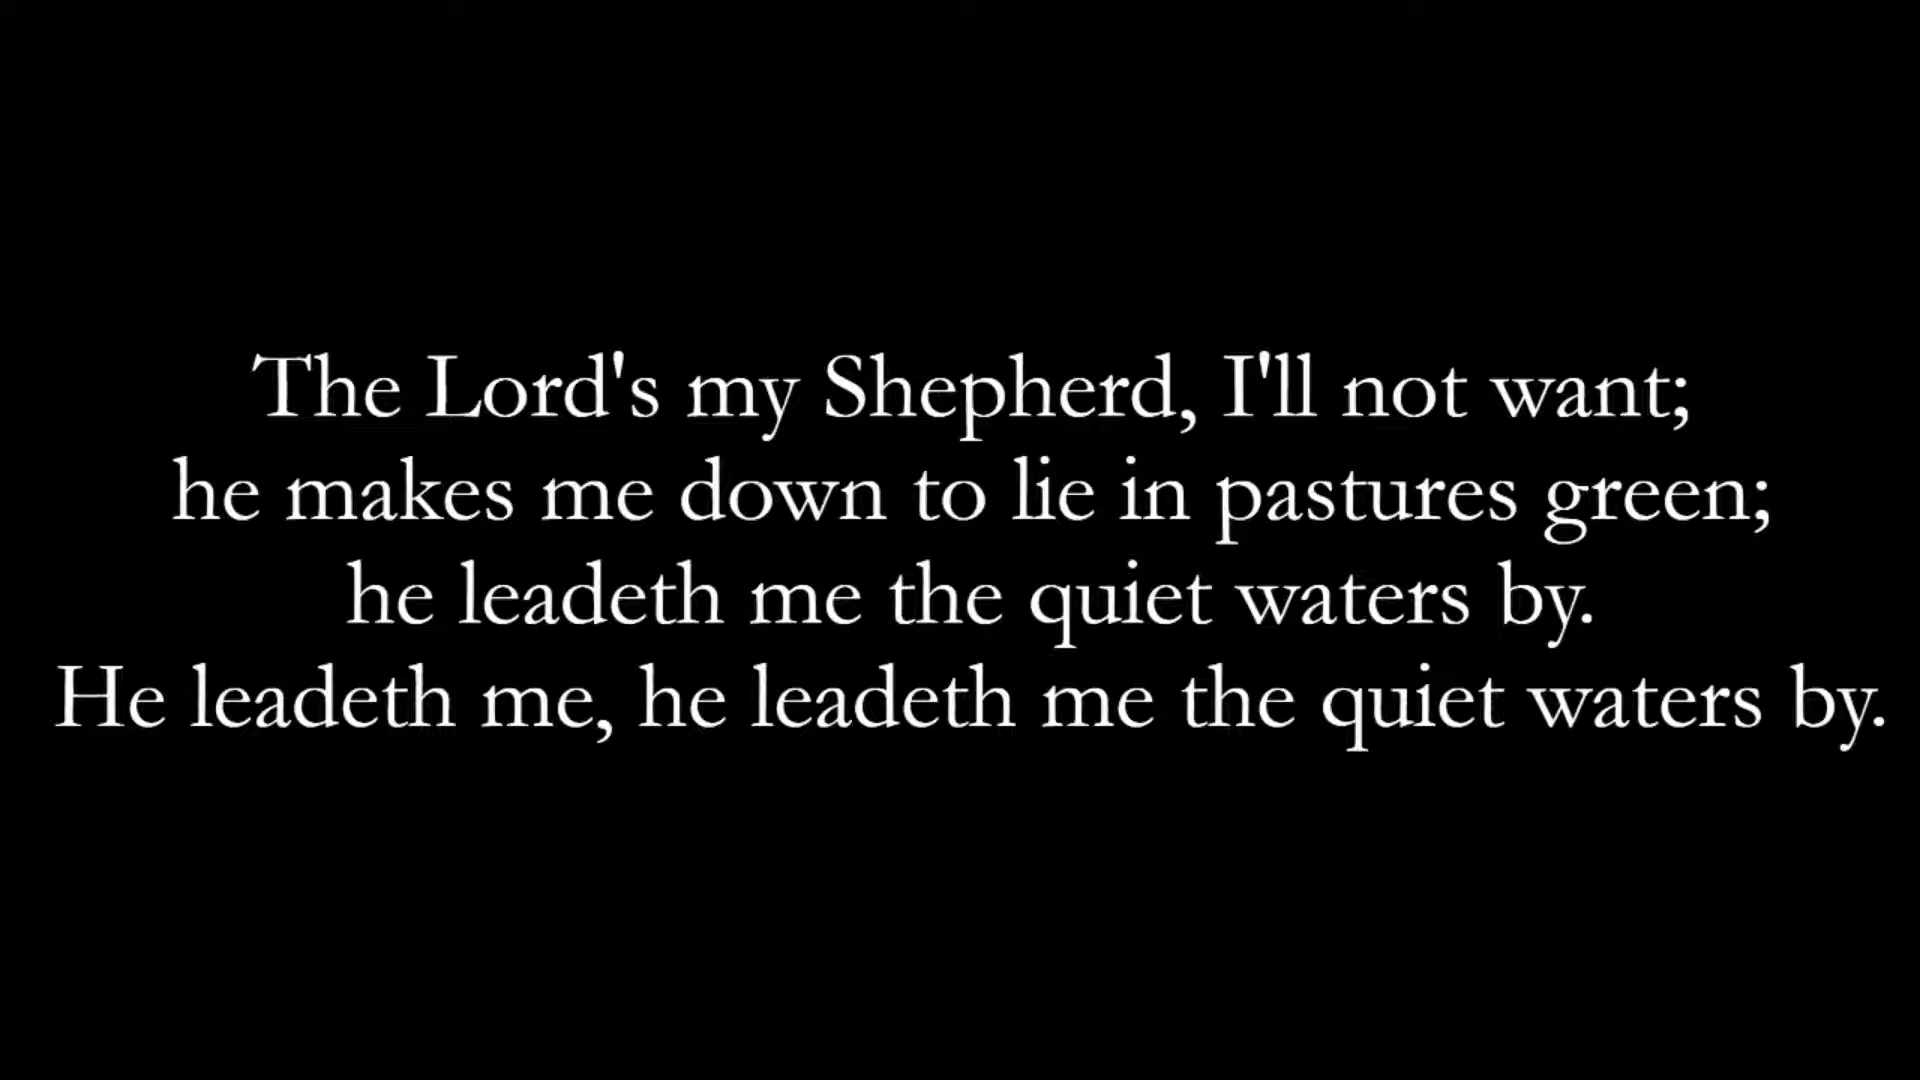 The Lord's my Shepherd, I'll not want;
he makes me down to lie in pastures green;
he leadeth me the quiet waters by.
He leadeth me, he leadeth me the quiet waters by.